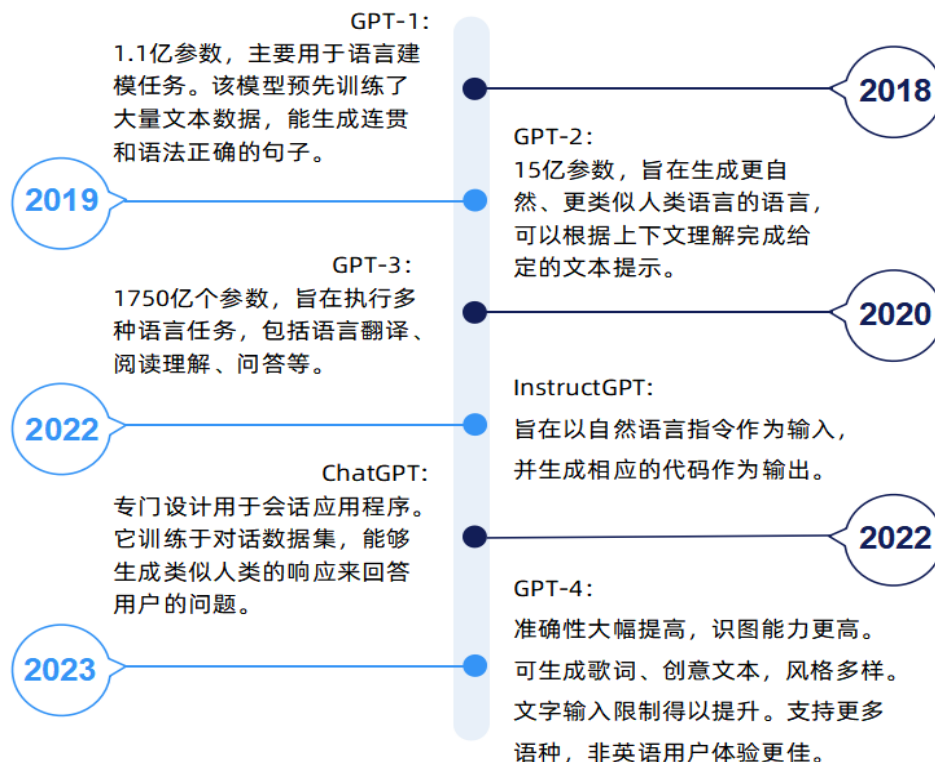 GPT-1：
1.1亿参数，主要用于语言建
模任务。该模型预先训练了
大量文本数据，能生成连贯
和语法正确的句子。
2018
GPT-2：
15亿参数，旨在生成更自
然、更类似人类语言的语言，
可以根据上下文理解完成给
定的文本提示。
2019
GPT-3：
1750亿个参数，旨在执行多
种语言任务，包括语言翻译、
阅读理解、问答等。
2020
InstructGPT：
旨在以自然语言指令作为输入，
并生成相应的代码作为输出。
2022
ChatGPT：
专门设计用于会话应用程序。
它训练于对话数据集，能够
生成类似人类的响应来回答
用户的问题。
2022
GPT-4：
准确性大幅提高，识图能力更高。
可生成歌词、创意文本，风格多样。
文字输入限制得以提升。支持更多
语种，非英语用户体验更佳。
2023